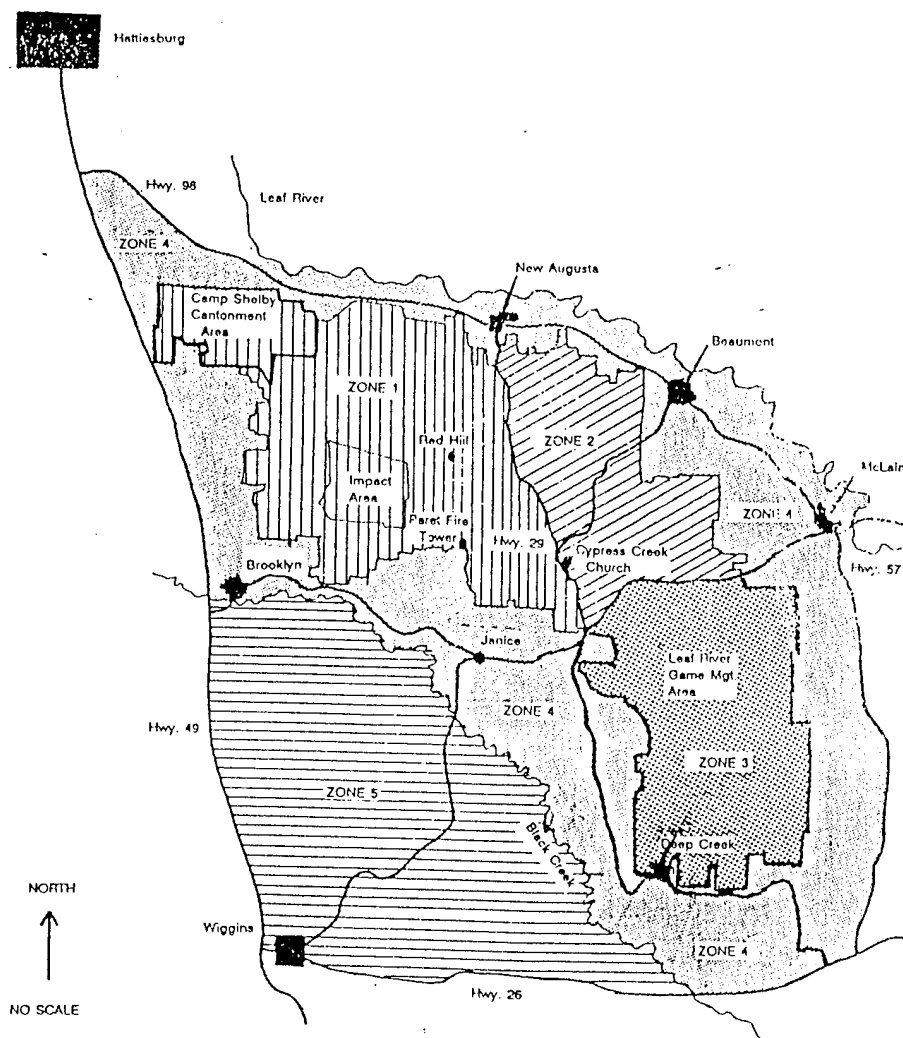 Hattiesburg
Hwy. 98
Leaf River
ZONE 4
New Augusta
Camp Shelby
Cantonment
Area
Beaumont
ZONE 1
ZONE 2
Red Hill
McLain
Impact
Area
ZONE 4
Paret Fire
Tower
Hwy. 29
Cypress Creek
Church
Brooklyn
Hwy. 57
Janice
Leaf River
Game Mgt.
Area
ZONE 4
Hwy. 49
ZONE 3
ZONE 5
Black Creek
Deep Creek
NORTH
Wiggins
ZONE 4
Hwy. 26
NO SCALE